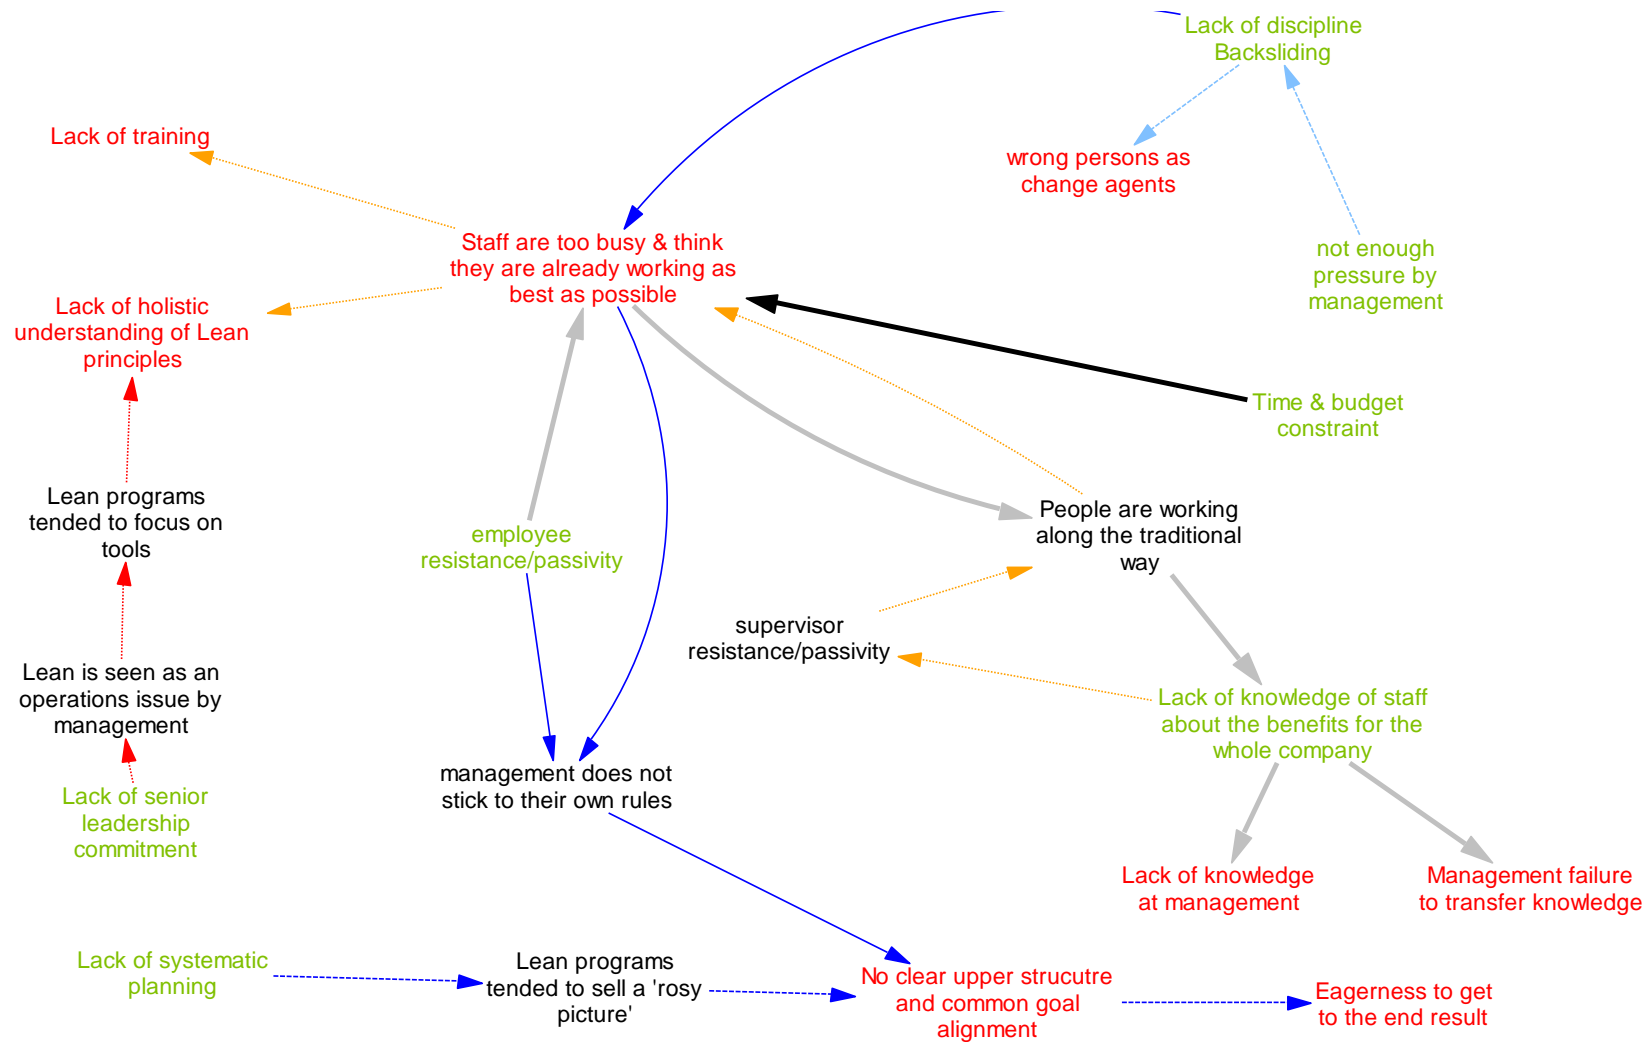 Lack of discipline
Backsliding
Lack of training
wrong persons as
change agents
Staff are too busy & think
they are already working as
best as possible
not enough
pressure by
management
Lack of holistic
understanding of Lean
principles
Time & budget
constraint
Lean programs
tended to focus on
tools
employee
resistance/passivity
People are working
along the traditional
way
supervisor
resistance/passivity
Lean is seen as an
operations issue by
management
Lack of knowledge of staff
about the benefits for the
whole company
management does not
stick to their own rules
Lack of senior
leadership
commitment
Lack of knowledge
at management
Management failure
to transfer knowledge
Lack of systematic
planning
Lean programs
tended to sell a 'rosy
picture'
No clear upper strucutre
and common goal
alignment
Eagerness to get
to the end result